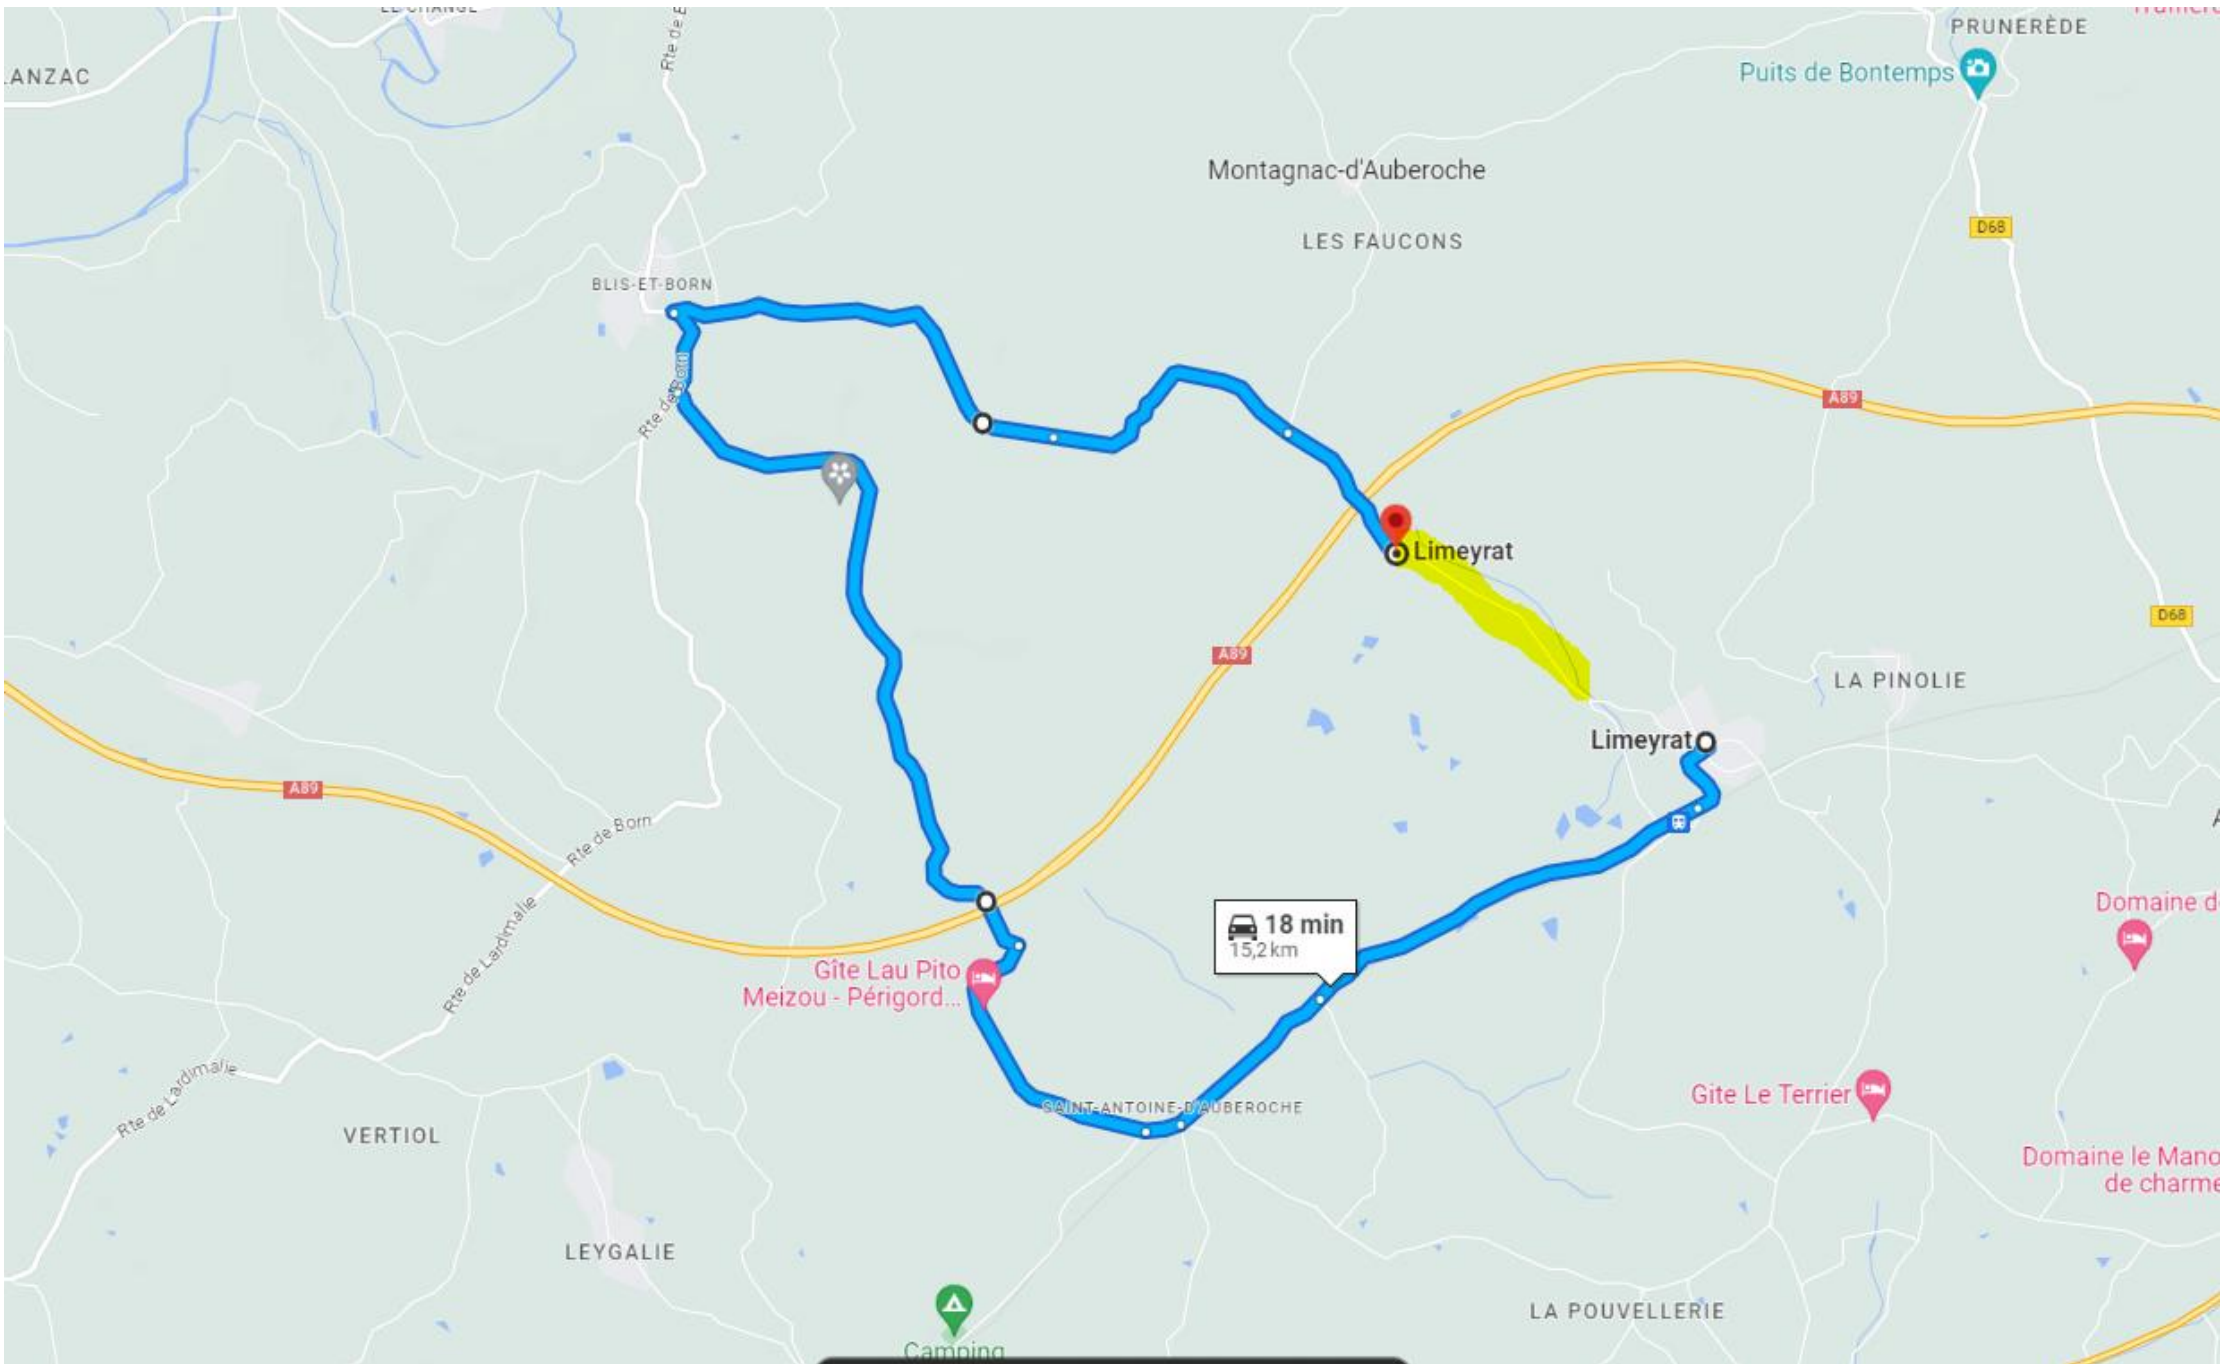 PRUNERÈDE
Puits de Bontemps
Montagnac-d'Auberoche
D68
LES FAUCONS
BLIS-ET-BORN
Rte de Born
A89
Limeyrat
A89
D68
LA PINOLIE
Limeyrat
A89
Rte de Born
Rte de Lardimalie
18 min
15,2 km
Domaine
Gîte Lau Pito
Meizou - Périgord...
Rte de Lardimalie
SAINT-ANTOINE-D'AUBEROCHE
Gite Le Terrier
VERTIOL
Domaine le
de
LEYGALIE
LA POUVELLERIE
Camping